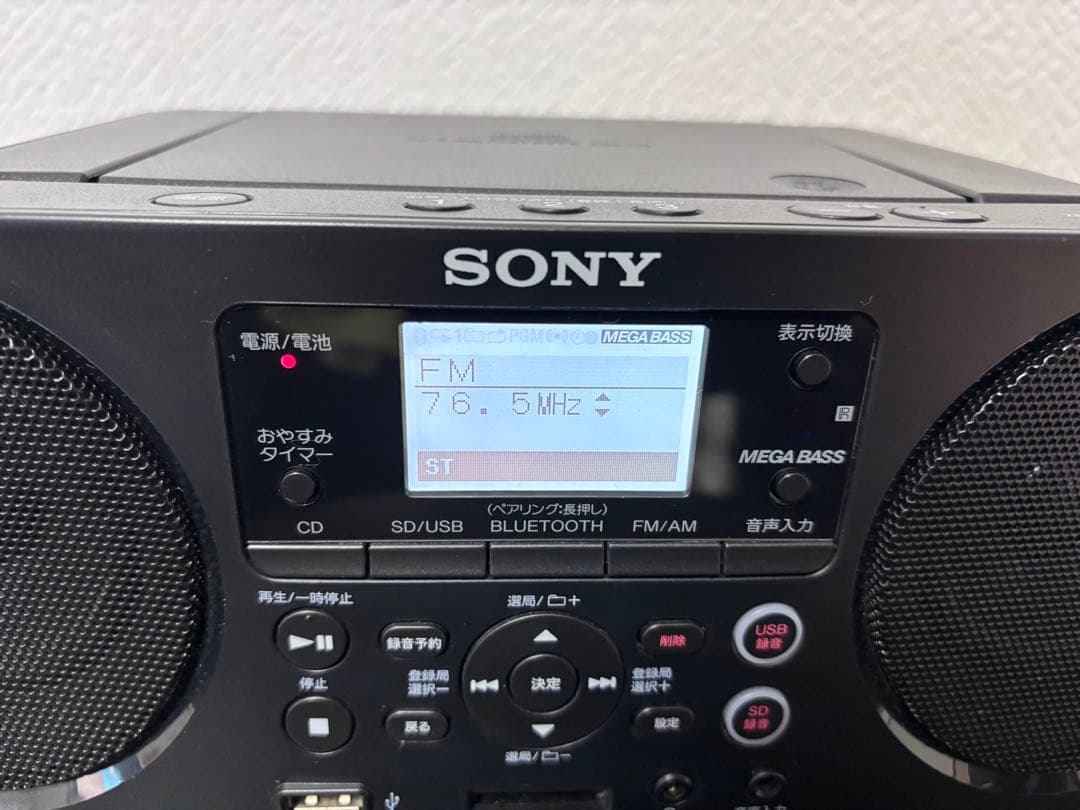 SONY
電源/電池
PGM
MEGA BASS
FM
76.5MHz
ST
表示切換
おやすみ
タイマー
MEGA BASS
(ペアリング:長押し)
CD
SD/USB
BLUETOOTH
FM/AM
音声入力
再生/一時停止
選局/+
録音予約
削除
USB
録音
登録局
選択ー
決定
登録局
選択+
停止
戻る
設定
SD
録音
選局/ー